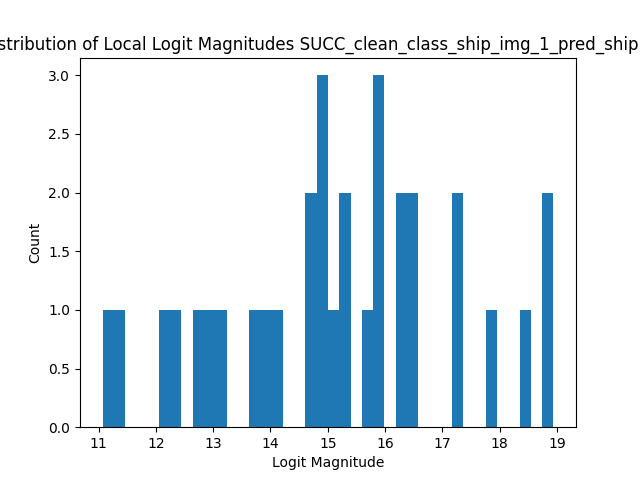 stribution of Local Logit Magnitudes SUCC_clean_class_ship_img_1_pred_ship
3.0
2.5
2.0
1.5
1.0
0.5
0.0
Count
11 12 13 14 15 16 17 18 19
Logit Magnitude